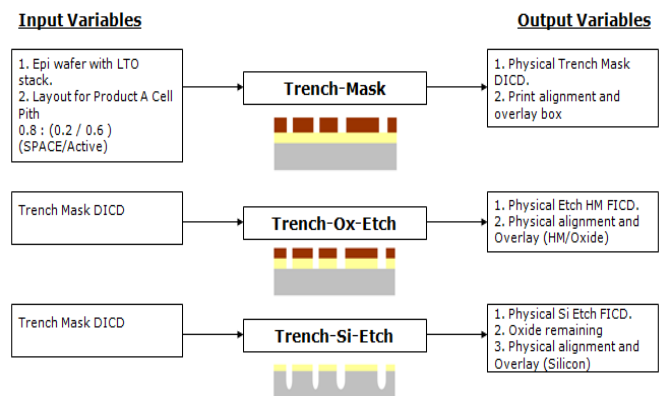 Input Variables
Output Variables
1. Epi wafer with LTO
stack.
2. Layout for Product A Cell
Pith
0.8 : (0.2 / 0.6 )
(SPACE/Active)
Trench-Mask
1. Physical Trench Mask
DICD.
2. Print alignment and
overlay box
Trench Mask DICD
Trench-Ox-Etch
1. Physical Etch HM FICD.
2. Physical alignment and
Overlay (HM/Oxide)
Trench Mask DICD
Trench-Si-Etch
1. Physical Si Etch FICD.
2. Oxide remaining
3. Physical alignment and
Overlay (Silicon)